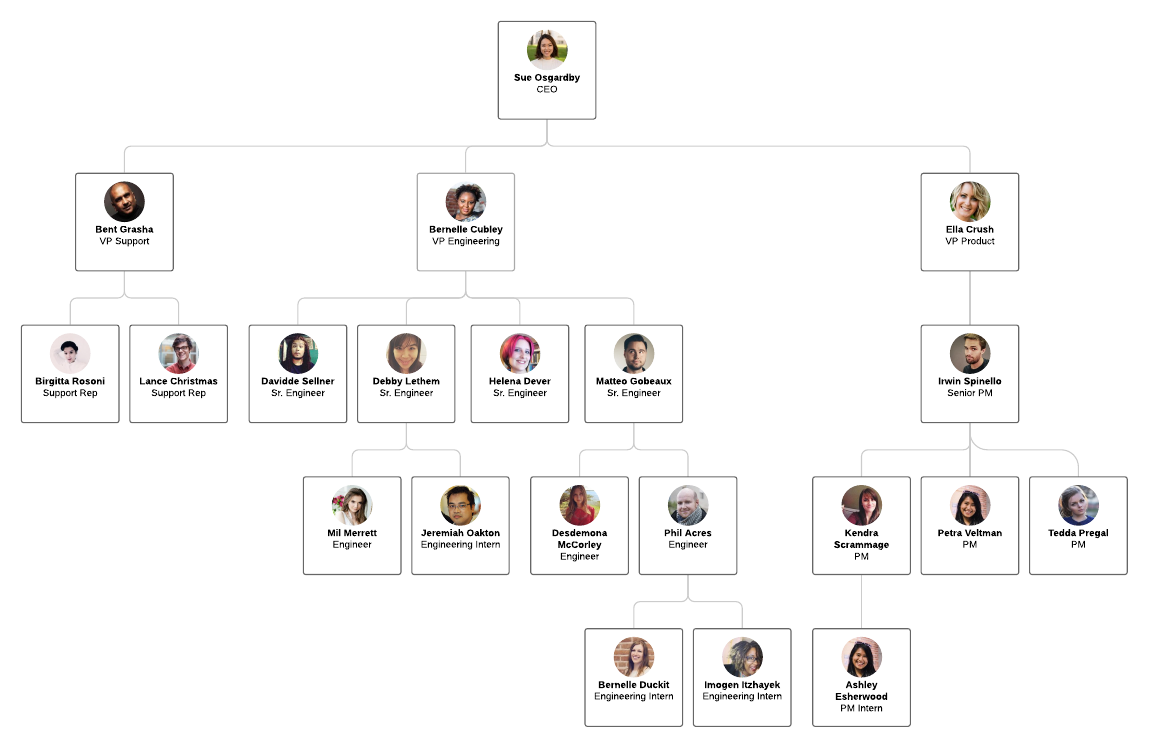 Sue Osgardby
CEO
Bent Grasha
VP Support
Bernelle Cubley
VP Engineering
Ella Crush
VP Product
Birgitta Rosoni
Support Rep
Lance Christmas
Support Rep
Davidde Sellner
Sr. Engineer
Debby Lethem
Sr. Engineer
Helena Dever
Sr. Engineer
Matteo Gobeaux
Sr. Engineer
Irwin Spinello
Senior PM
Mil Merrett
Engineer
Jeremiah Oakton
Engineering Intern
Desdemona
McCorley
Engineer
Phil Acres
Engineer
Kendra
Scrammage
PM
Petra Veltman
PM
Tedda Pregal
PM
Bernelle Duckit
Engineering Intern
Imogen Itzhayek
Engineering Intern
Ashley
Esherwood
PM Intern